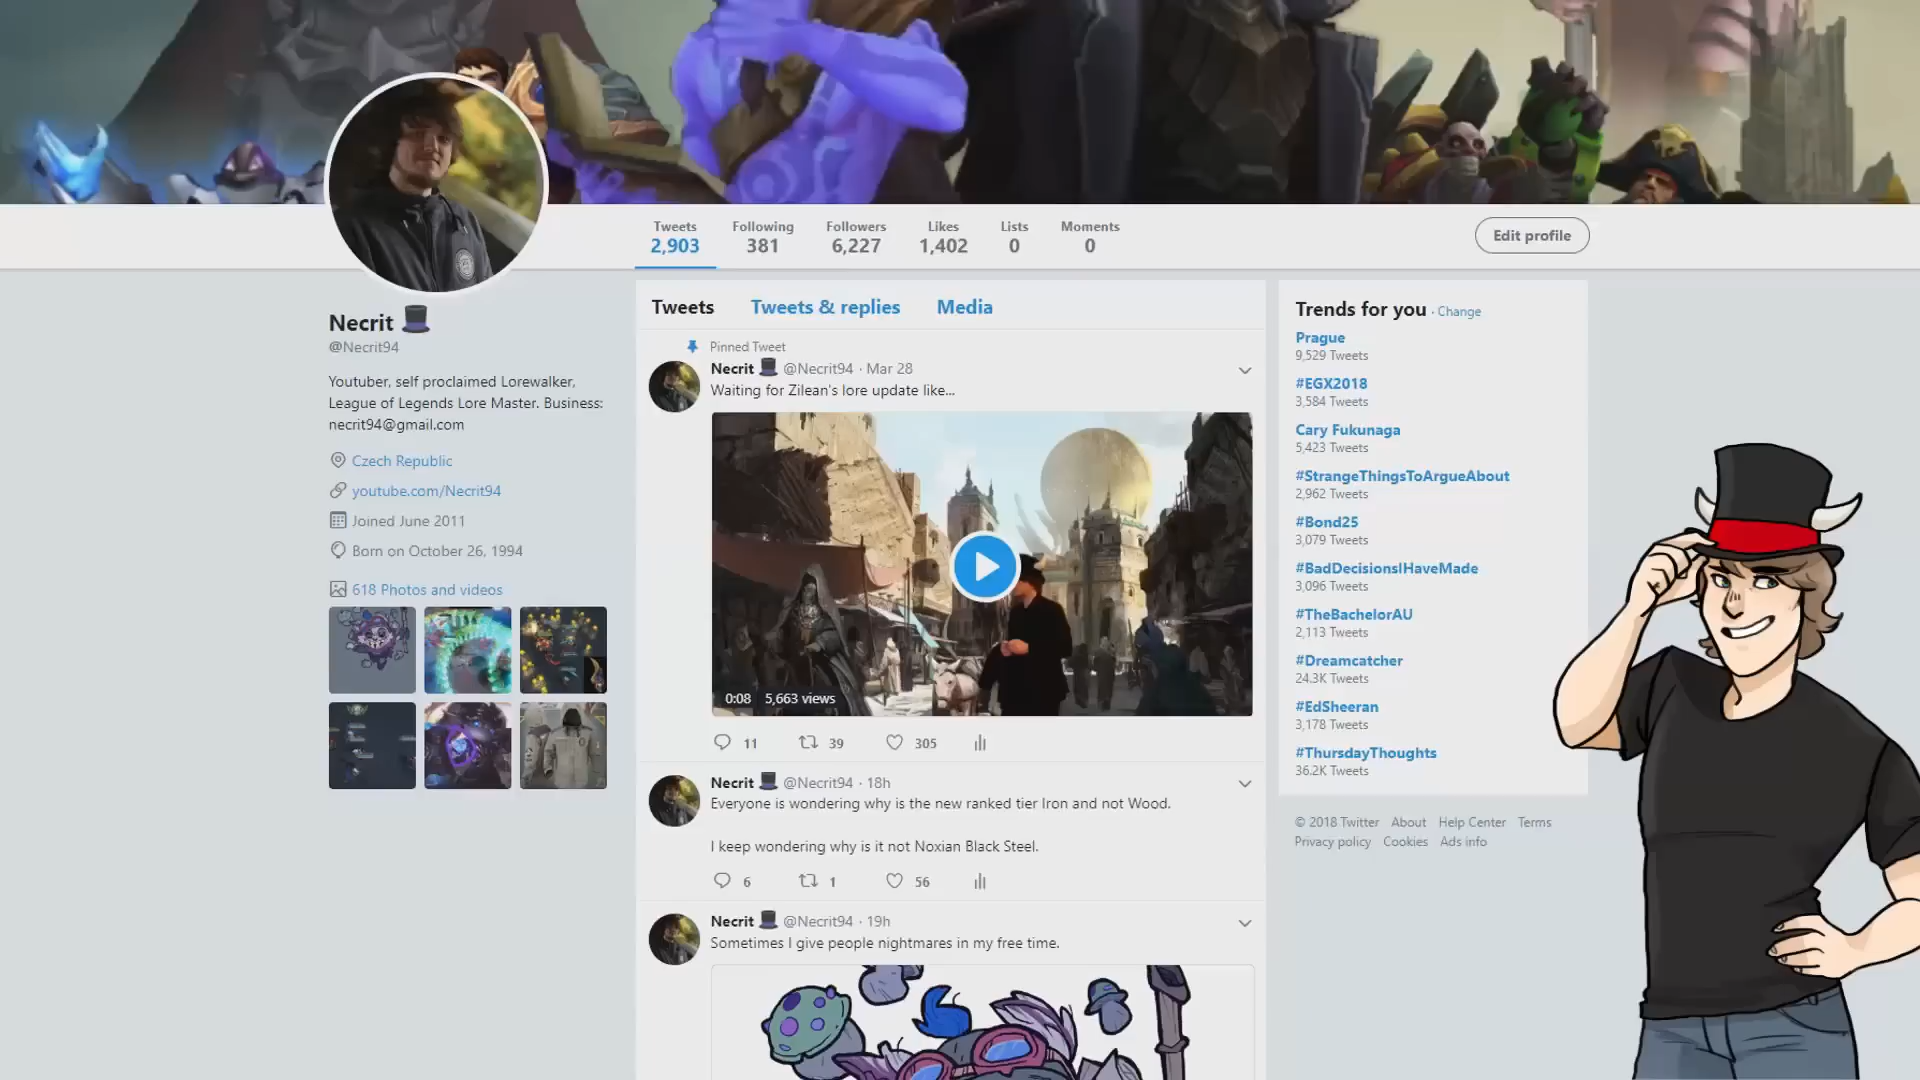 Tweets
2,903
Following
381
Followers
6,227
Likes
1,402
Lists
0
Moments
0
Edit profile
Necrit
@Necrit94
Youtuber, self proclaimed Lorewalker,
League of Legends Lore Master. Business:
necrit94@gmail.com
Czech Republic
youtube.com/Necrit94
Joined June 2011
Born on October 26, 1994
618 Photos and videos
Tweets Tweets & replies Media
Pinned Tweet
Necrit @Necrit94 · Mar 28
Waiting for Zilean's lore update like...
0:08 5,663 views
11 39 305
Necrit @Necrit94 · 18h
Everyone is wondering why is the new ranked tier Iron and not Wood.
I keep wondering why is it not Noxian Black Steel.
6 1 56
Necrit @Necrit94 · 19h
Sometimes I give people nightmares in my free time.
Trends for you · Change
Prague
9,529 Tweets
#EGX2018
3,584 Tweets
Cary Fukunaga
5,423 Tweets
#StrangeThingsToArgueAbout
2,962 Tweets
#Bond25
3,079 Tweets
#BadDecisionsIHaveMade
3,096 Tweets
#TheBachelorAU
2,113 Tweets
#Dreamcatcher
24.3K Tweets
#EdSheeran
3,178 Tweets
#ThursdayThoughts
36.2K Tweets
© 2018 Twitter About Help Center Terms
Privacy policy Cookies Ads info